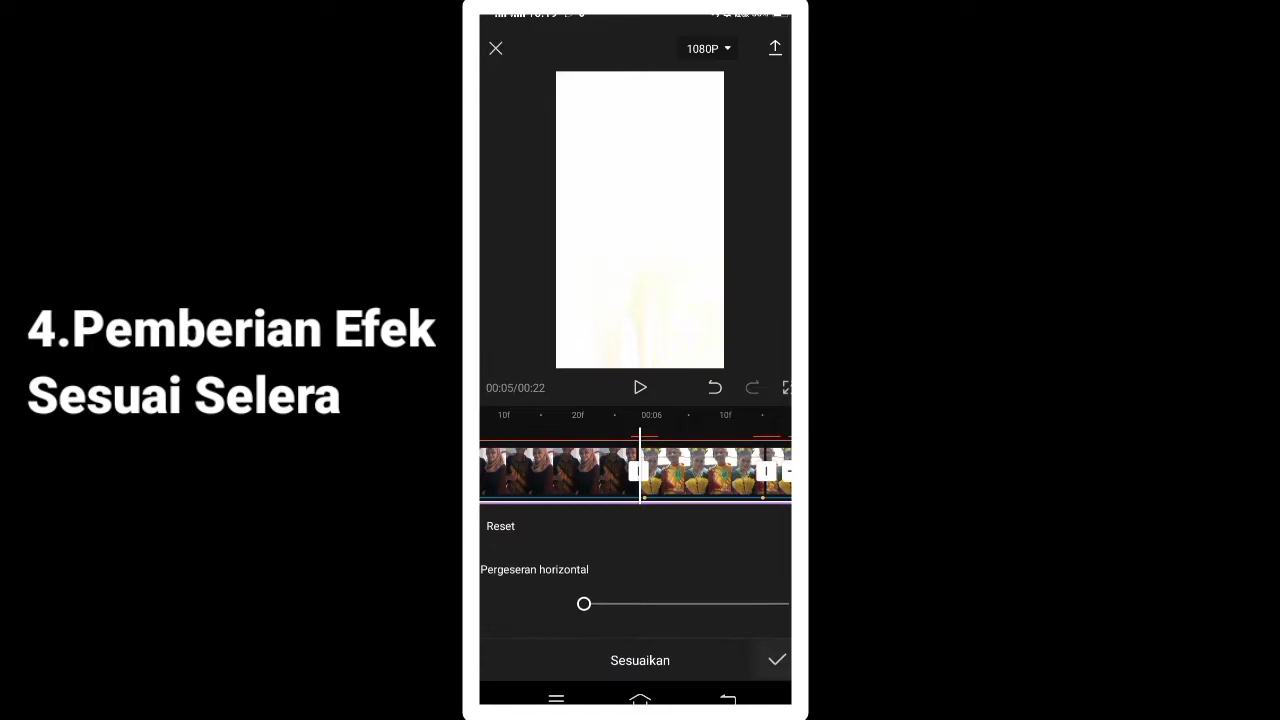 1080P
4.Pemberian Efek
Sesuai Selera
00:05/00:22
10f
20f
00:06
10f
Reset
Pergeseran horizontal
Sesuaikan